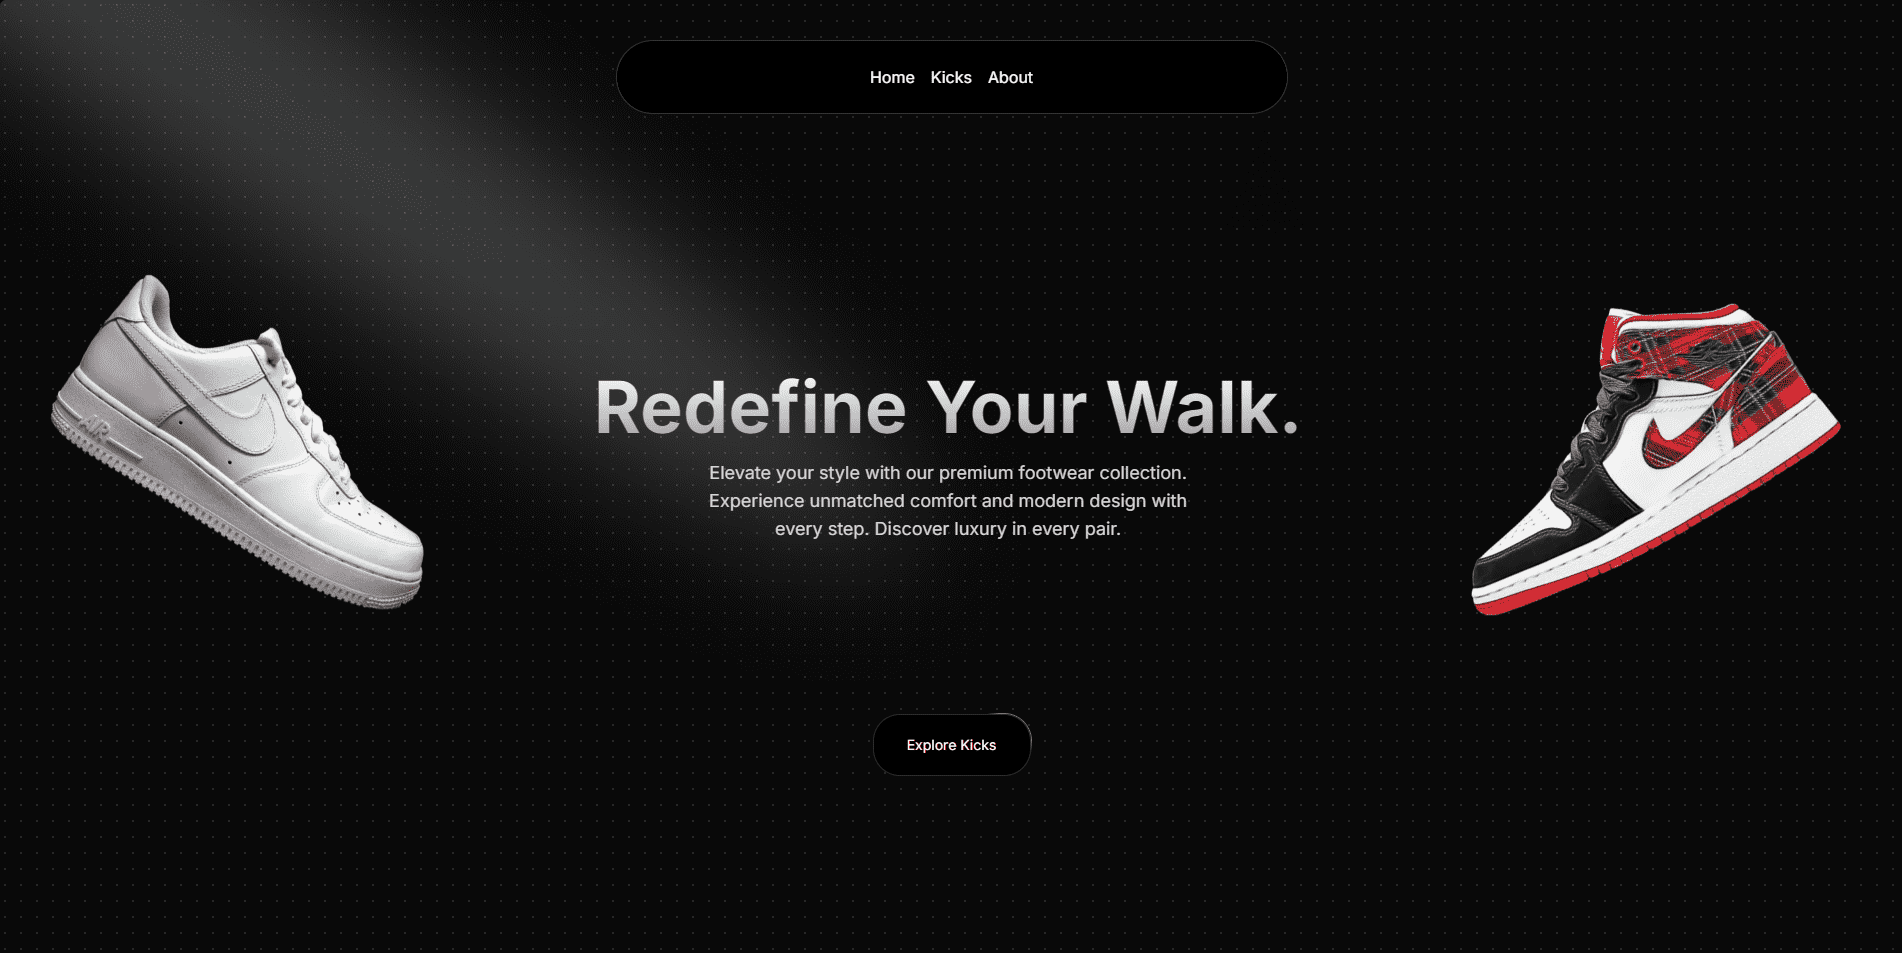 Home Kicks About
Redefine Your Walk.
Elevate your style with our premium footwear collection.
Experience unmatched comfort and modern design with
every step. Discover luxury in every pair.
AIR
Explore Kicks